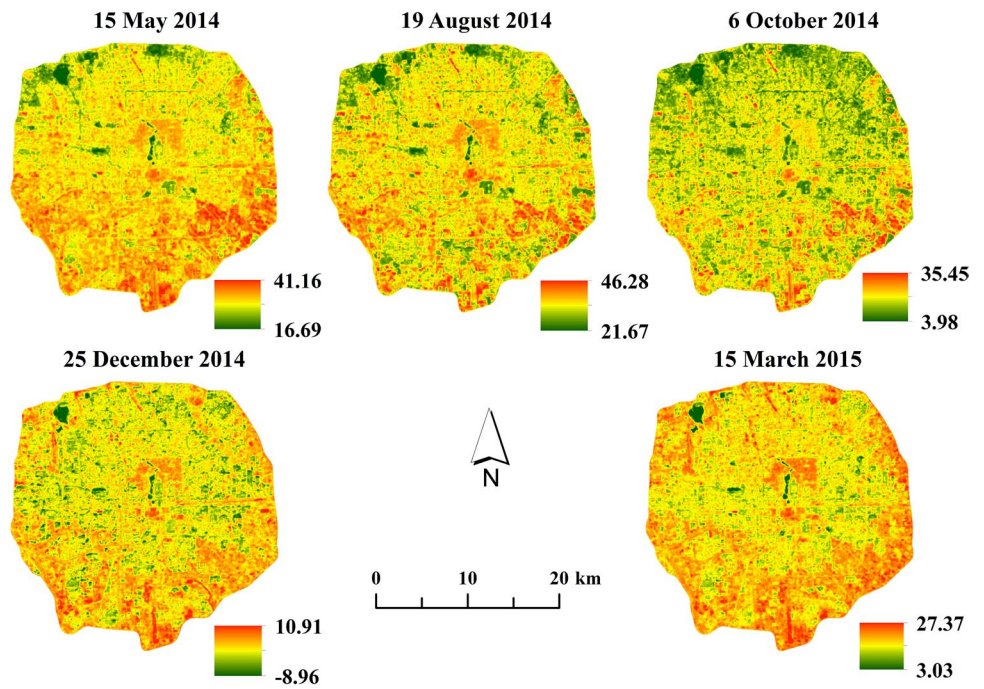 15 May 2014
19 August 2014
6 October 2014
41.16
16.69
46.28
21.67
35.45
3.98
25 December 2014
15 March 2015
N
0 10 20 km
10.91
-8.96
27.37
3.03